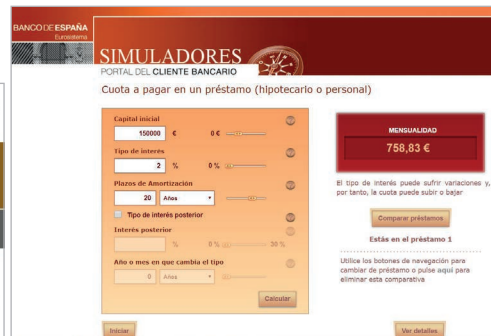 BANCO DE ESPAÑA
Eurosistema
SIMULADORES
PORTAL DEL CLIENTE BANCARIO
Cuota a pagar en un préstamo (hipotecario o personal)
Capital inicial
150000 € 0 €
Tipo de interés
2 % 0 %
Plazos de Amortización
20 Años
Tipo de interés posterior
Interés posterior
% 0 % 30 %
Año o mes en que cambia el tipo
0 Años
Calcular
Iniciar
MENSUALIDAD
758,83 €
El tipo de interés puede sufrir variaciones y,
por tanto, la cuota puede subir o bajar
Comparar préstamos
Estás en el préstamo 1
Utilice los botones de navegación para
cambiar de préstamo o pulse aquí para
eliminar esta comparativa
Ver detalles